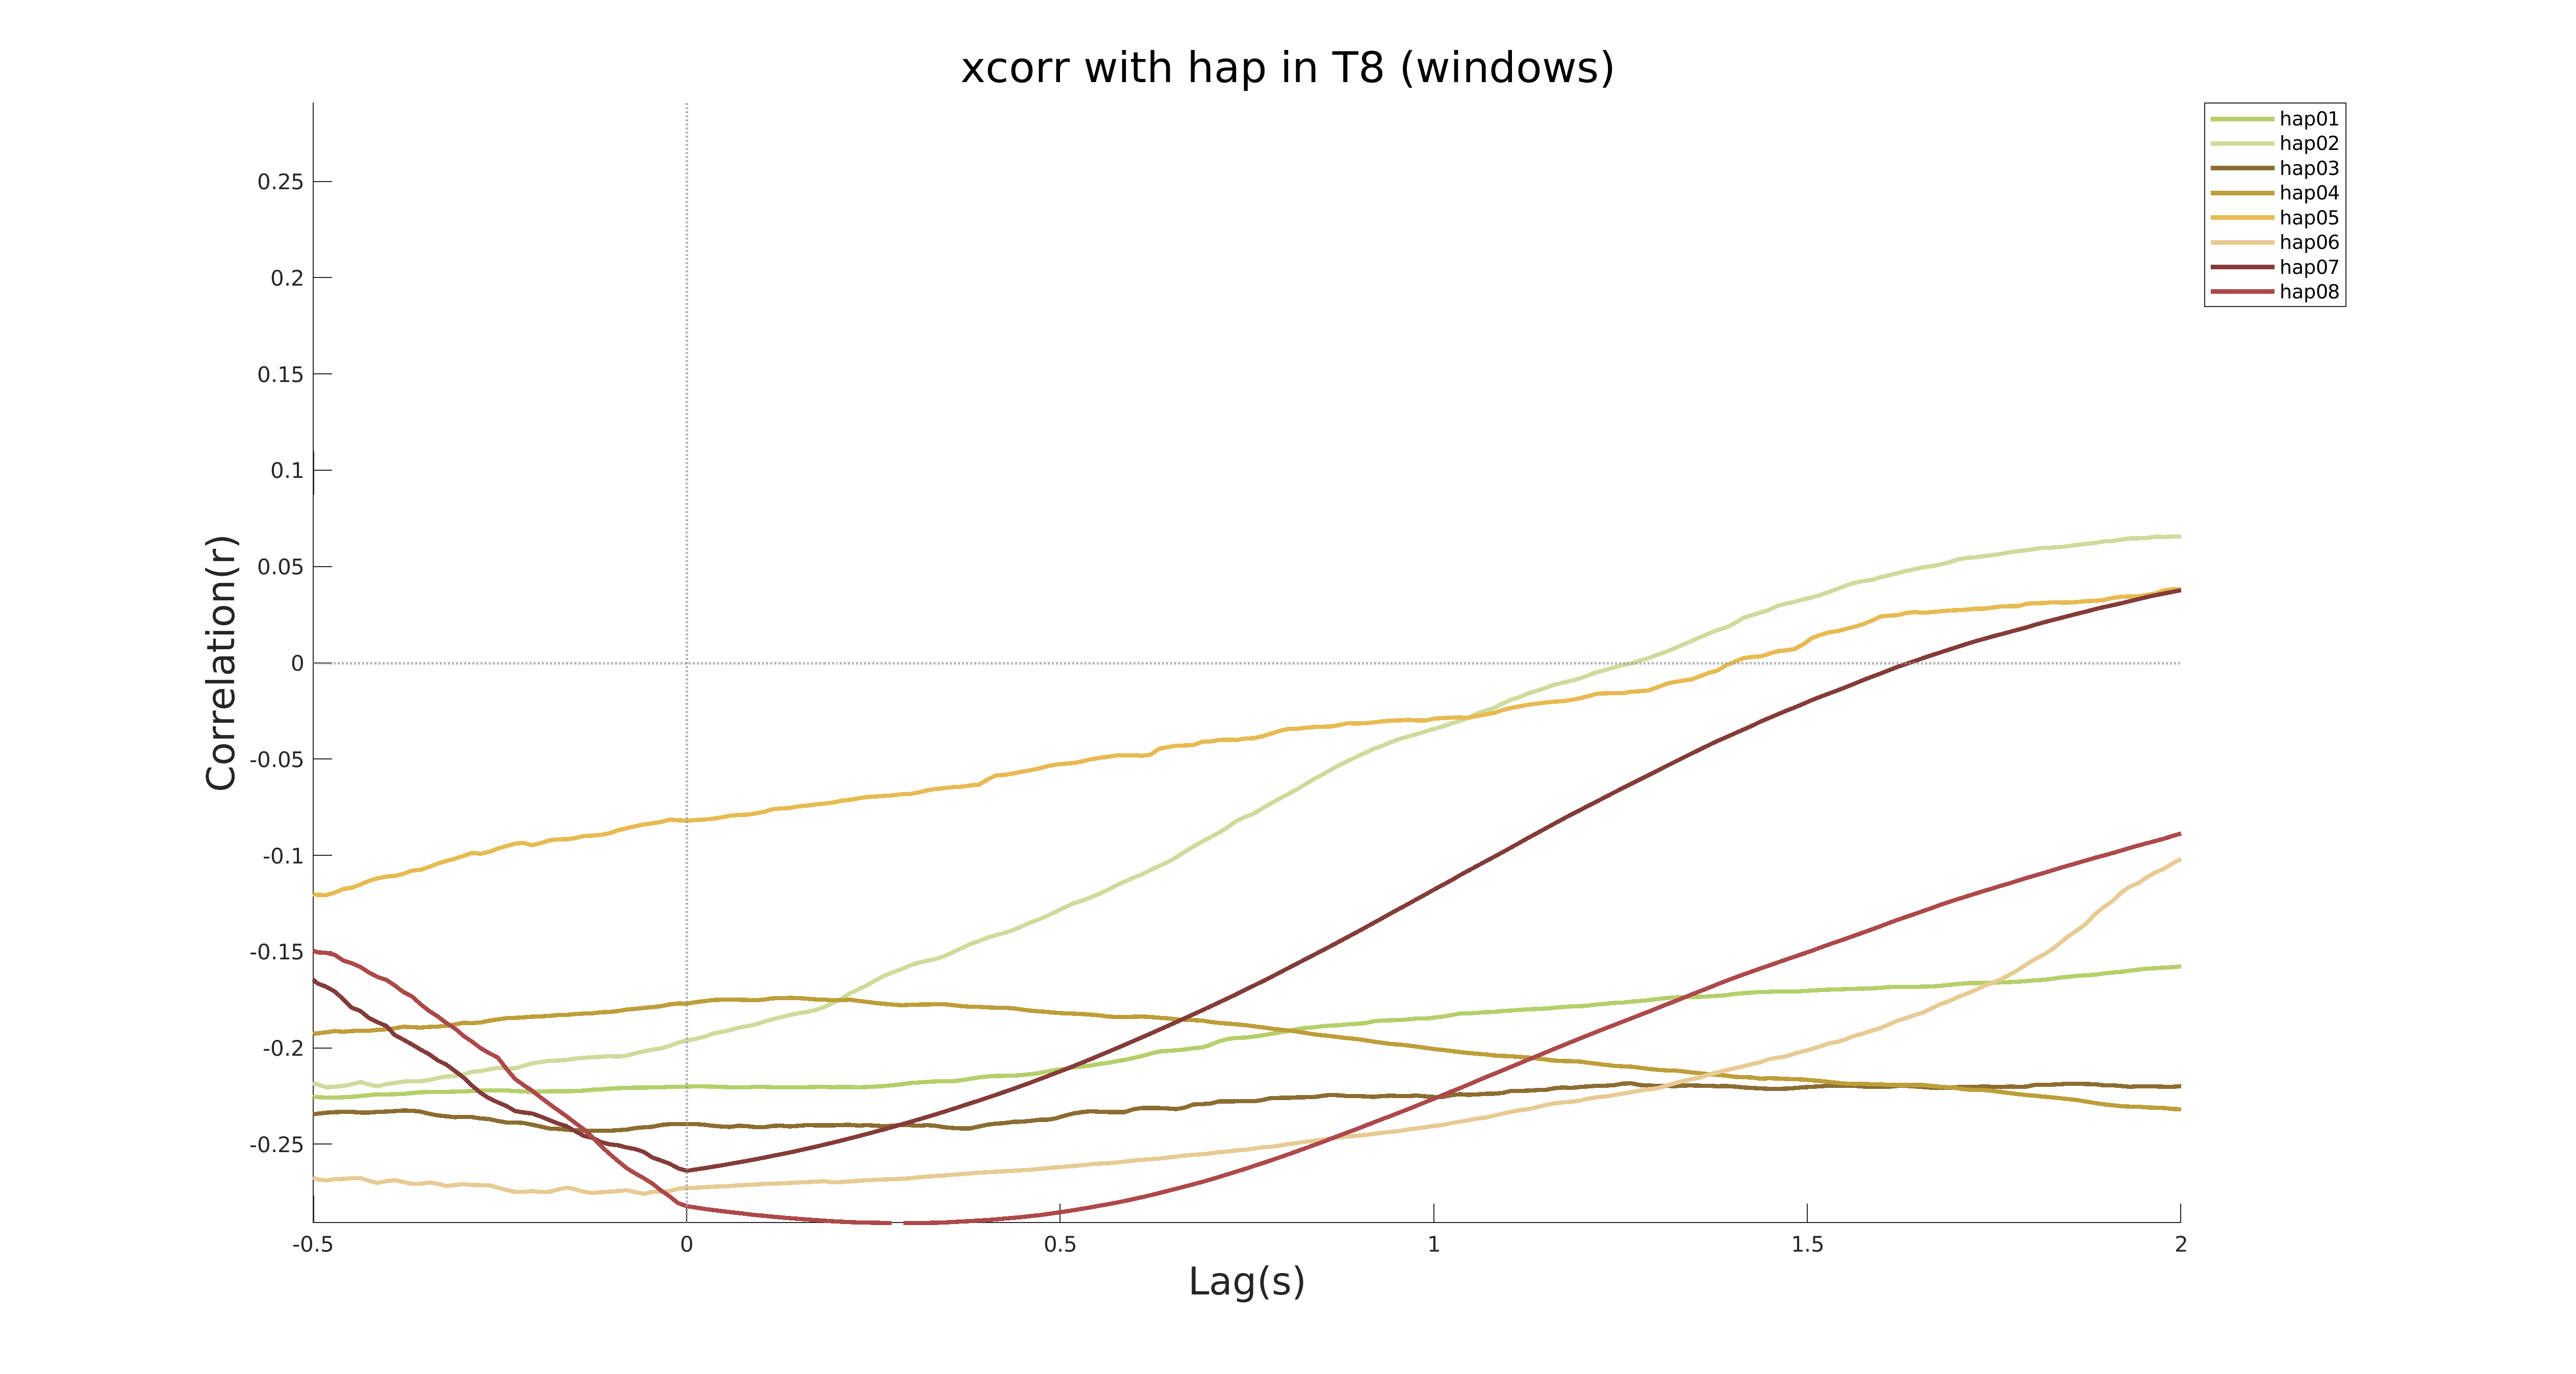 xcorr with hap in T8 (windows)
hap01
hap02
hap03
hap04
hap05
hap06
hap07
hap08
0.25
0.2
0.15
0.1
0.05
0
-0.05
-0.1
-0.15
-0.2
-0.25
Correlation(r)
-0.5 0 0.5 1 1.5 2
Lag(s)